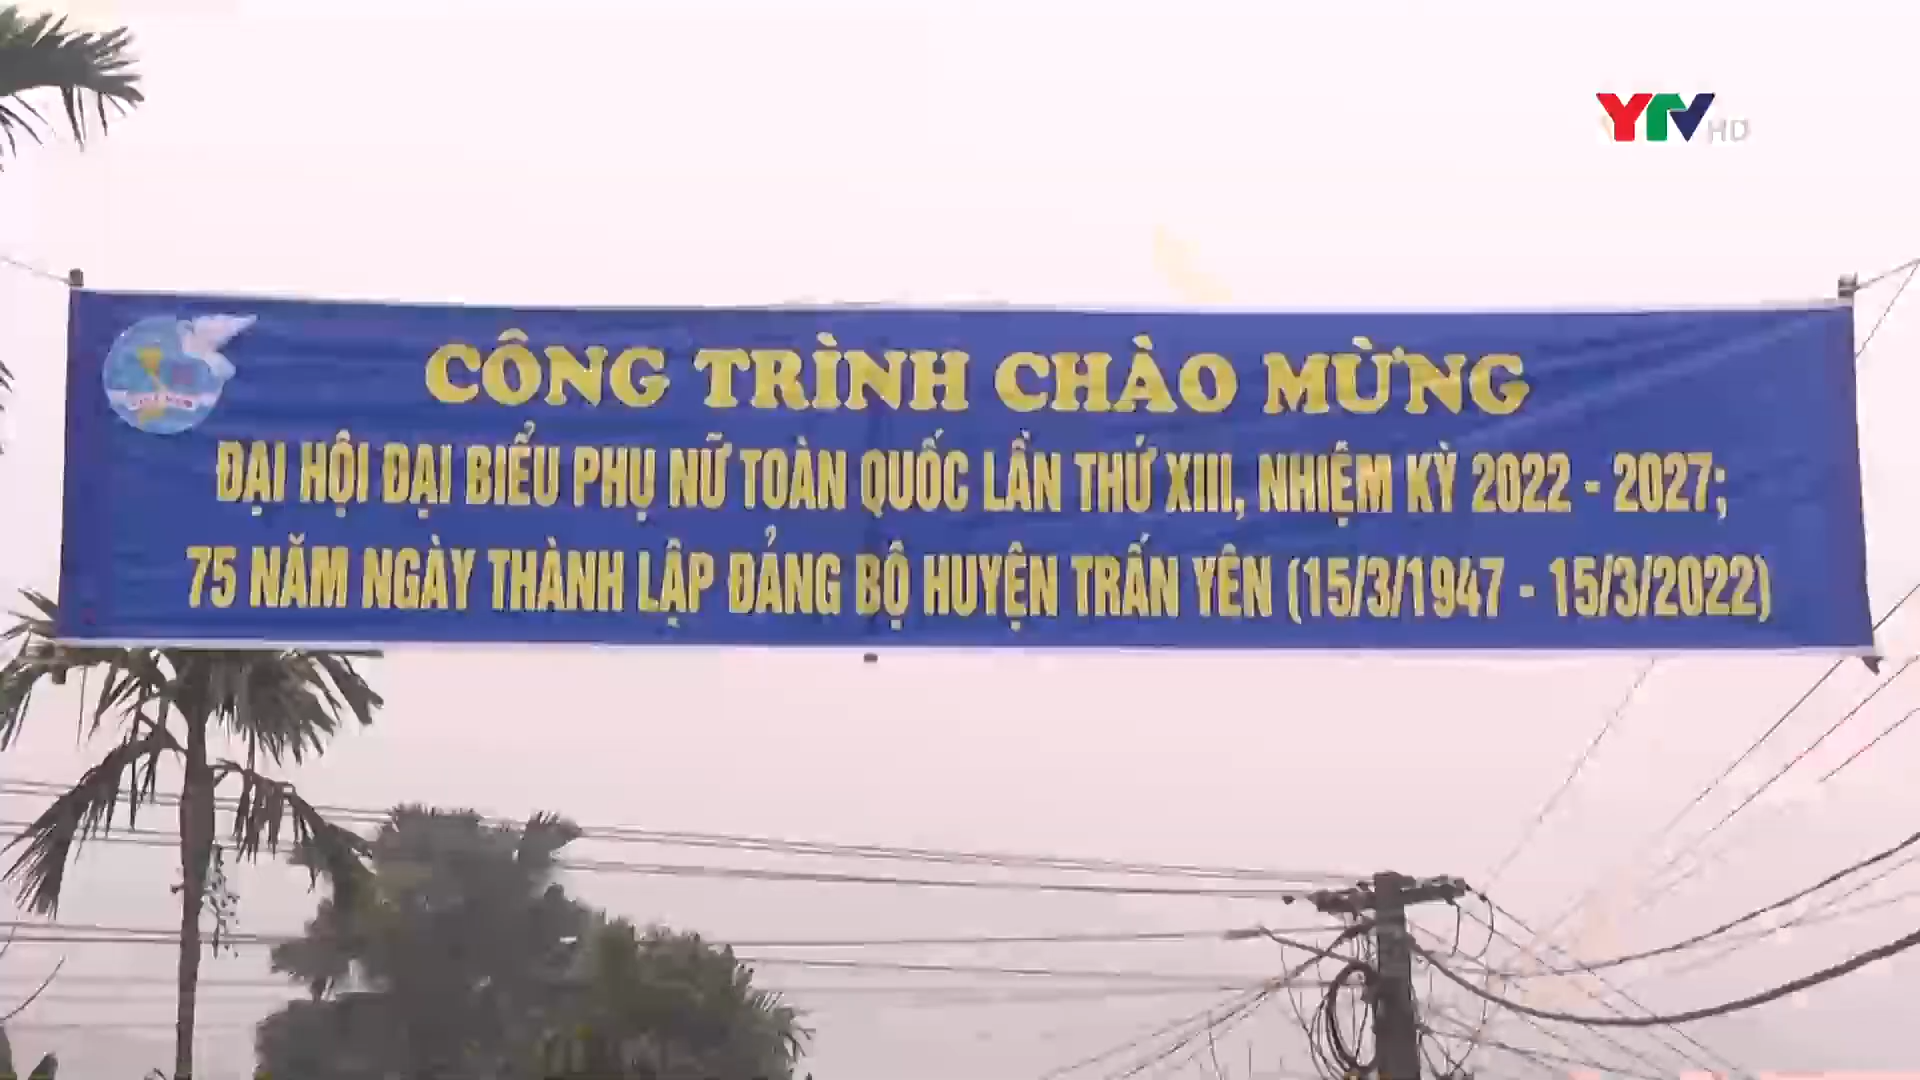 YTV HD
CÔNG TRÌNH CHÀO MỪNG
ĐẠI HỘI ĐẠI BIỂU PHỤ NỮ TOÀN QUỐC LẦN THỨ XIII, NHIỆM KỲ 2022 - 2027;
75 NĂM NGÀY THÀNH LẬP ĐẢNG BỘ HUYỆN TRẤN YÊN (15/3/1947 - 15/3/2022)